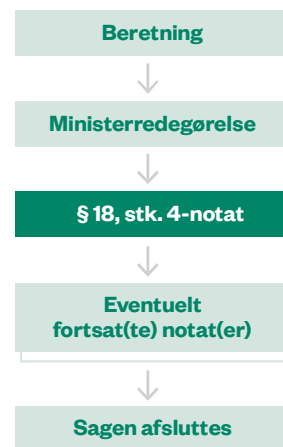 Beretning
Ministerredegørelse
§ 18, stk. 4-notat
Eventuelt
fortsat(te) notat(er)
Sagen afsluttes